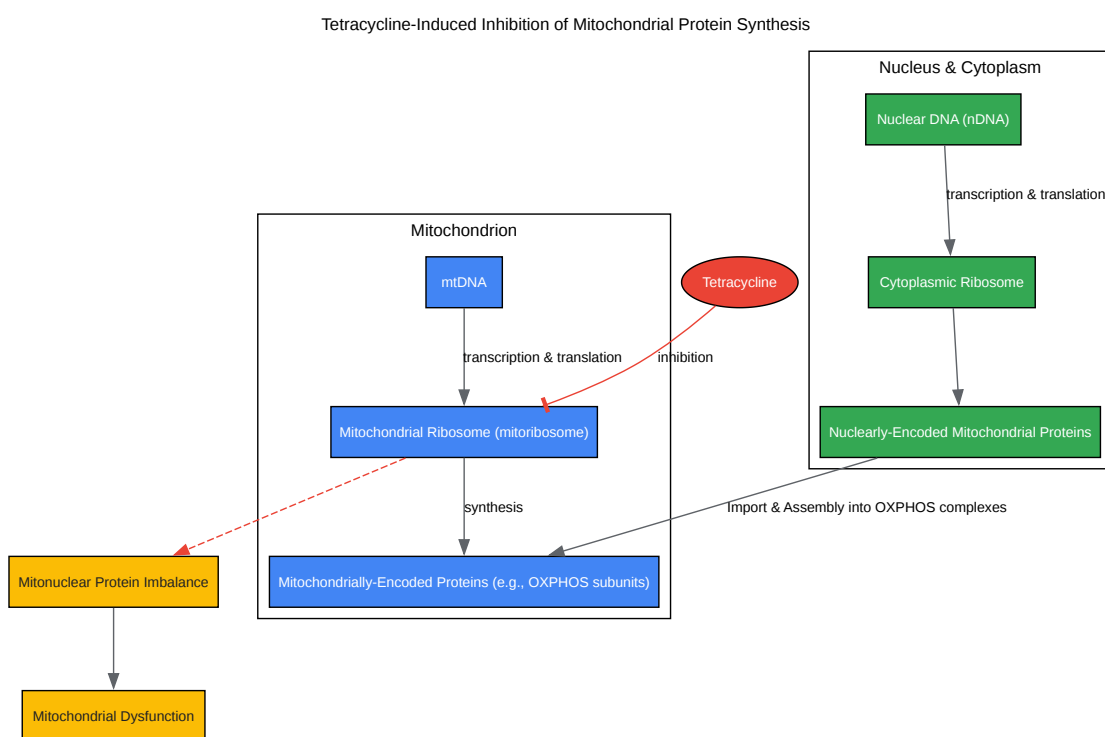 Tetracycline-Induced Inhibition of Mitochondrial Protein Synthesis
Nucleus & Cytoplasm
Nuclear DNA (nDNA)
transcription & translation
Mitochondrion
mtDNA
Tetracycline
Cytoplasmic Ribosome
transcription & translation
inhibition
Mitochondrial Ribosome (mitoribosome)
Nuclearly-Encoded Mitochondrial Proteins
synthesis
Import & Assembly into OXPHOS complexes
Mitonuclear Protein Imbalance
Mitochondrially-Encoded Proteins (e.g., OXPHOS subunits)
Mitochondrial Dysfunction